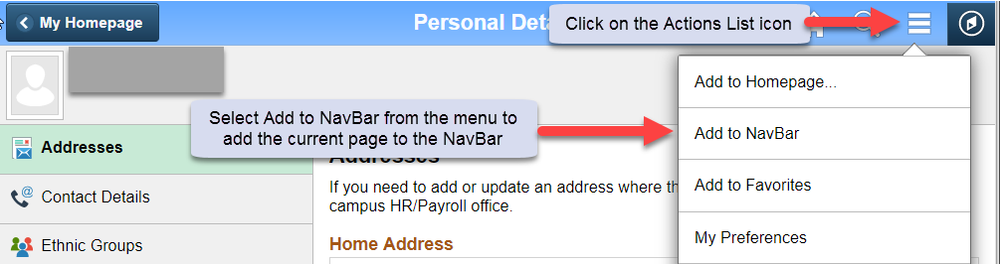 My Homepage
Personal Det
Click on the Actions List icon
Add to Homepage...
Select Add to NavBar from the menu to
add the current page to the NavBar
Add to NavBar
Addresses
Addresses
If you need to add or update an address where th
campus HR/Payroll office.
Add to Favorites
Contact Details
My Preferences
Ethnic Groups
Home Address